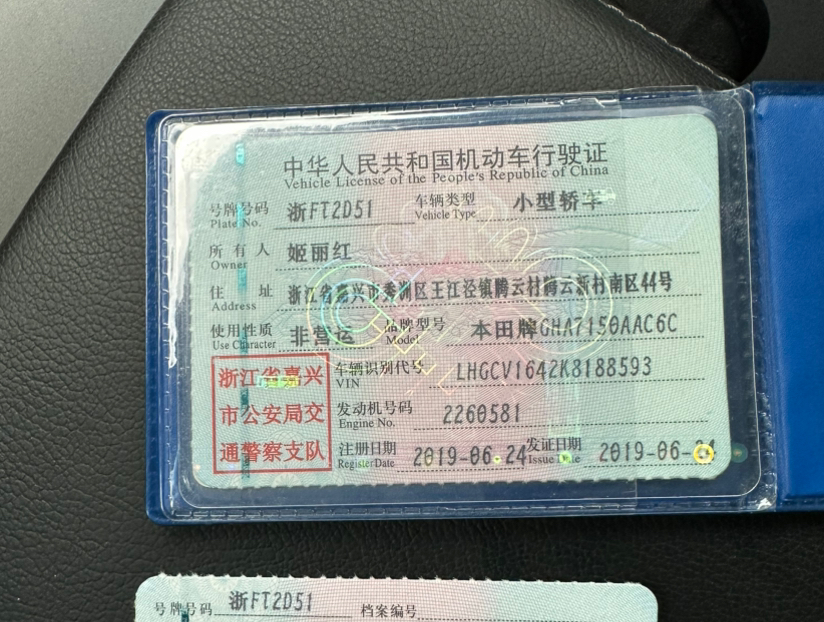 中华人民共和国机动车行驶证
Vehicle License of the People's Republic of China
号牌号码 浙FT2D51 车辆类型 小型轿车
Plate No. Vehicle Type
所有人 姬丽红
Owner
住址 浙江省嘉兴市秀洲区王江泾镇腾云村腾云新村南区44号
Address
使用性质 非营运 品牌型号 本田牌GHA7150AAC6C
Use Character Model
浙江省嘉兴
市公安局交
通警察支队
车辆识别代号 LHGCV1642K8188593
VIN
发动机号码 2260581
Engine No.
注册日期 2019-06-24 发证日期 2019-06-24
Register Date Issue Date
号牌号码 浙FT2D51 档案编号